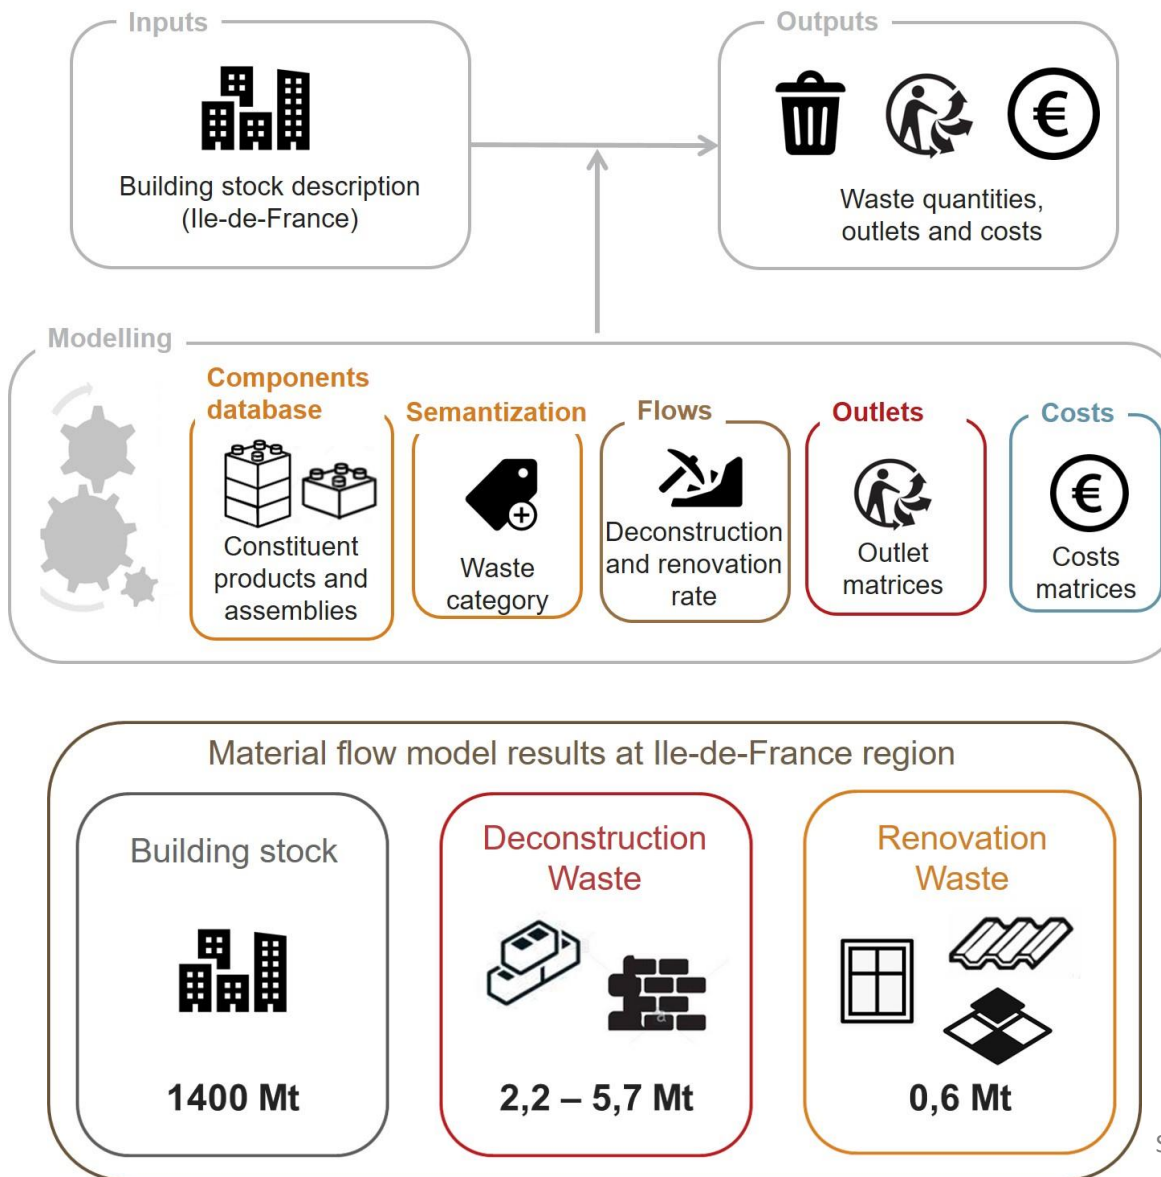 Inputs
Building stock description
(Ile-de-France)
Outputs
€
Waste quantities,
outlets and costs
Modelling
Components
database
Constituent
products and
assemblies
Semantization
Waste
category
Flows
Deconstruction
and renovation
rate
Outlets
Outlet
matrices
Costs
€
Costs
matrices
Material flow model results at Ile-de-France region
Building stock
1400 Mt
Deconstruction
Waste
a
2,2 – 5,7 Mt
Renovation
Waste
0,6 Mt
S